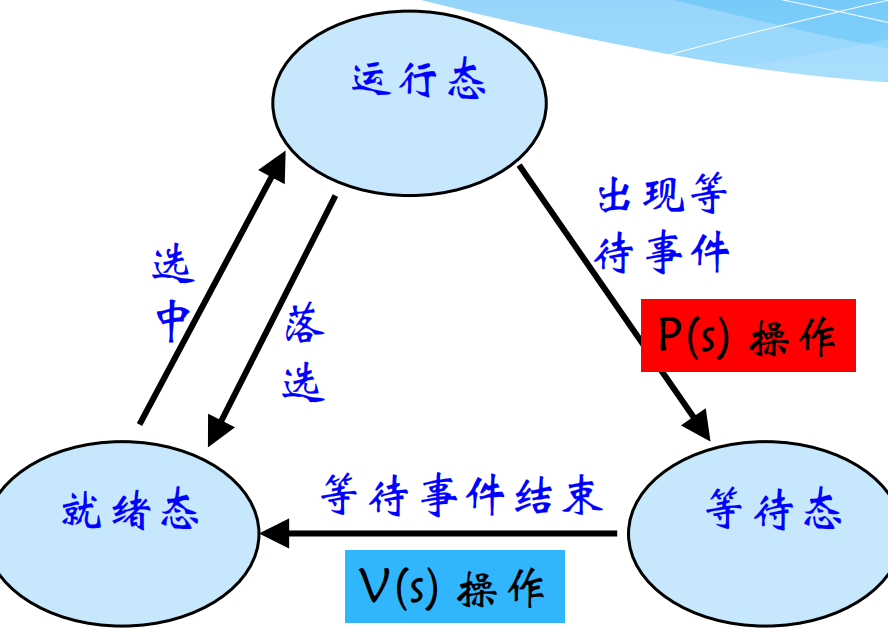 运行态
出现等
待事件
P(s) 操作
选
中
落
选
就绪态
等待事件结束
V(s) 操作
等待态